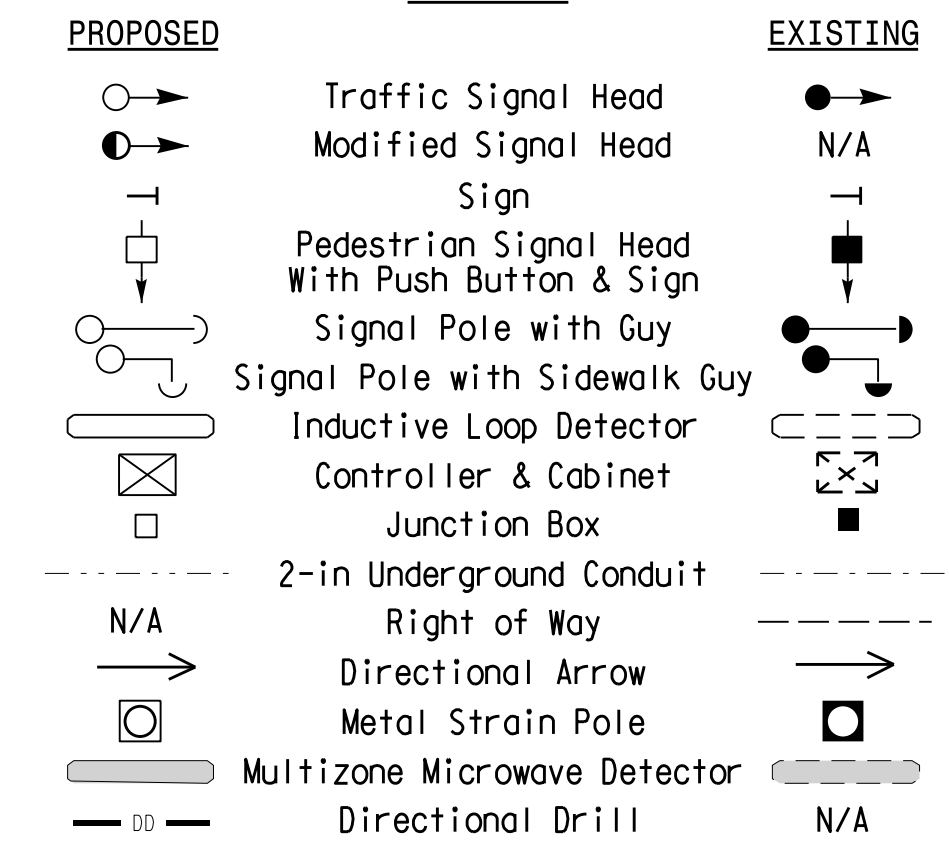 PROPOSED EXISTING
Traffic Signal Head
Modified Signal Head N/A
Sign
Pedestrian Signal Head
With Push Button & Sign
Signal Pole with Guy
Signal Pole with Sidewalk Guy
Inductive Loop Detector
Controller & Cabinet
Junction Box
2-in Underground Conduit
N/A Right of Way
Directional Arrow
Metal Strain Pole
Multizone Microwave Detector
DD Directional Drill N/A